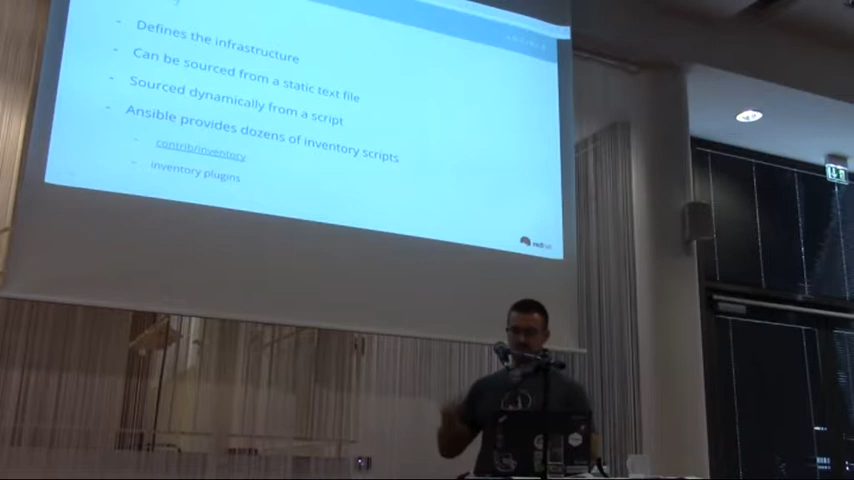 - Defines the infrastructure
- Can be sourced from a static text file
- Sourced dynamically from a script
- Ansible provides dozens of inventory scripts
- contrib/inventory
- inventory plugins
redhat